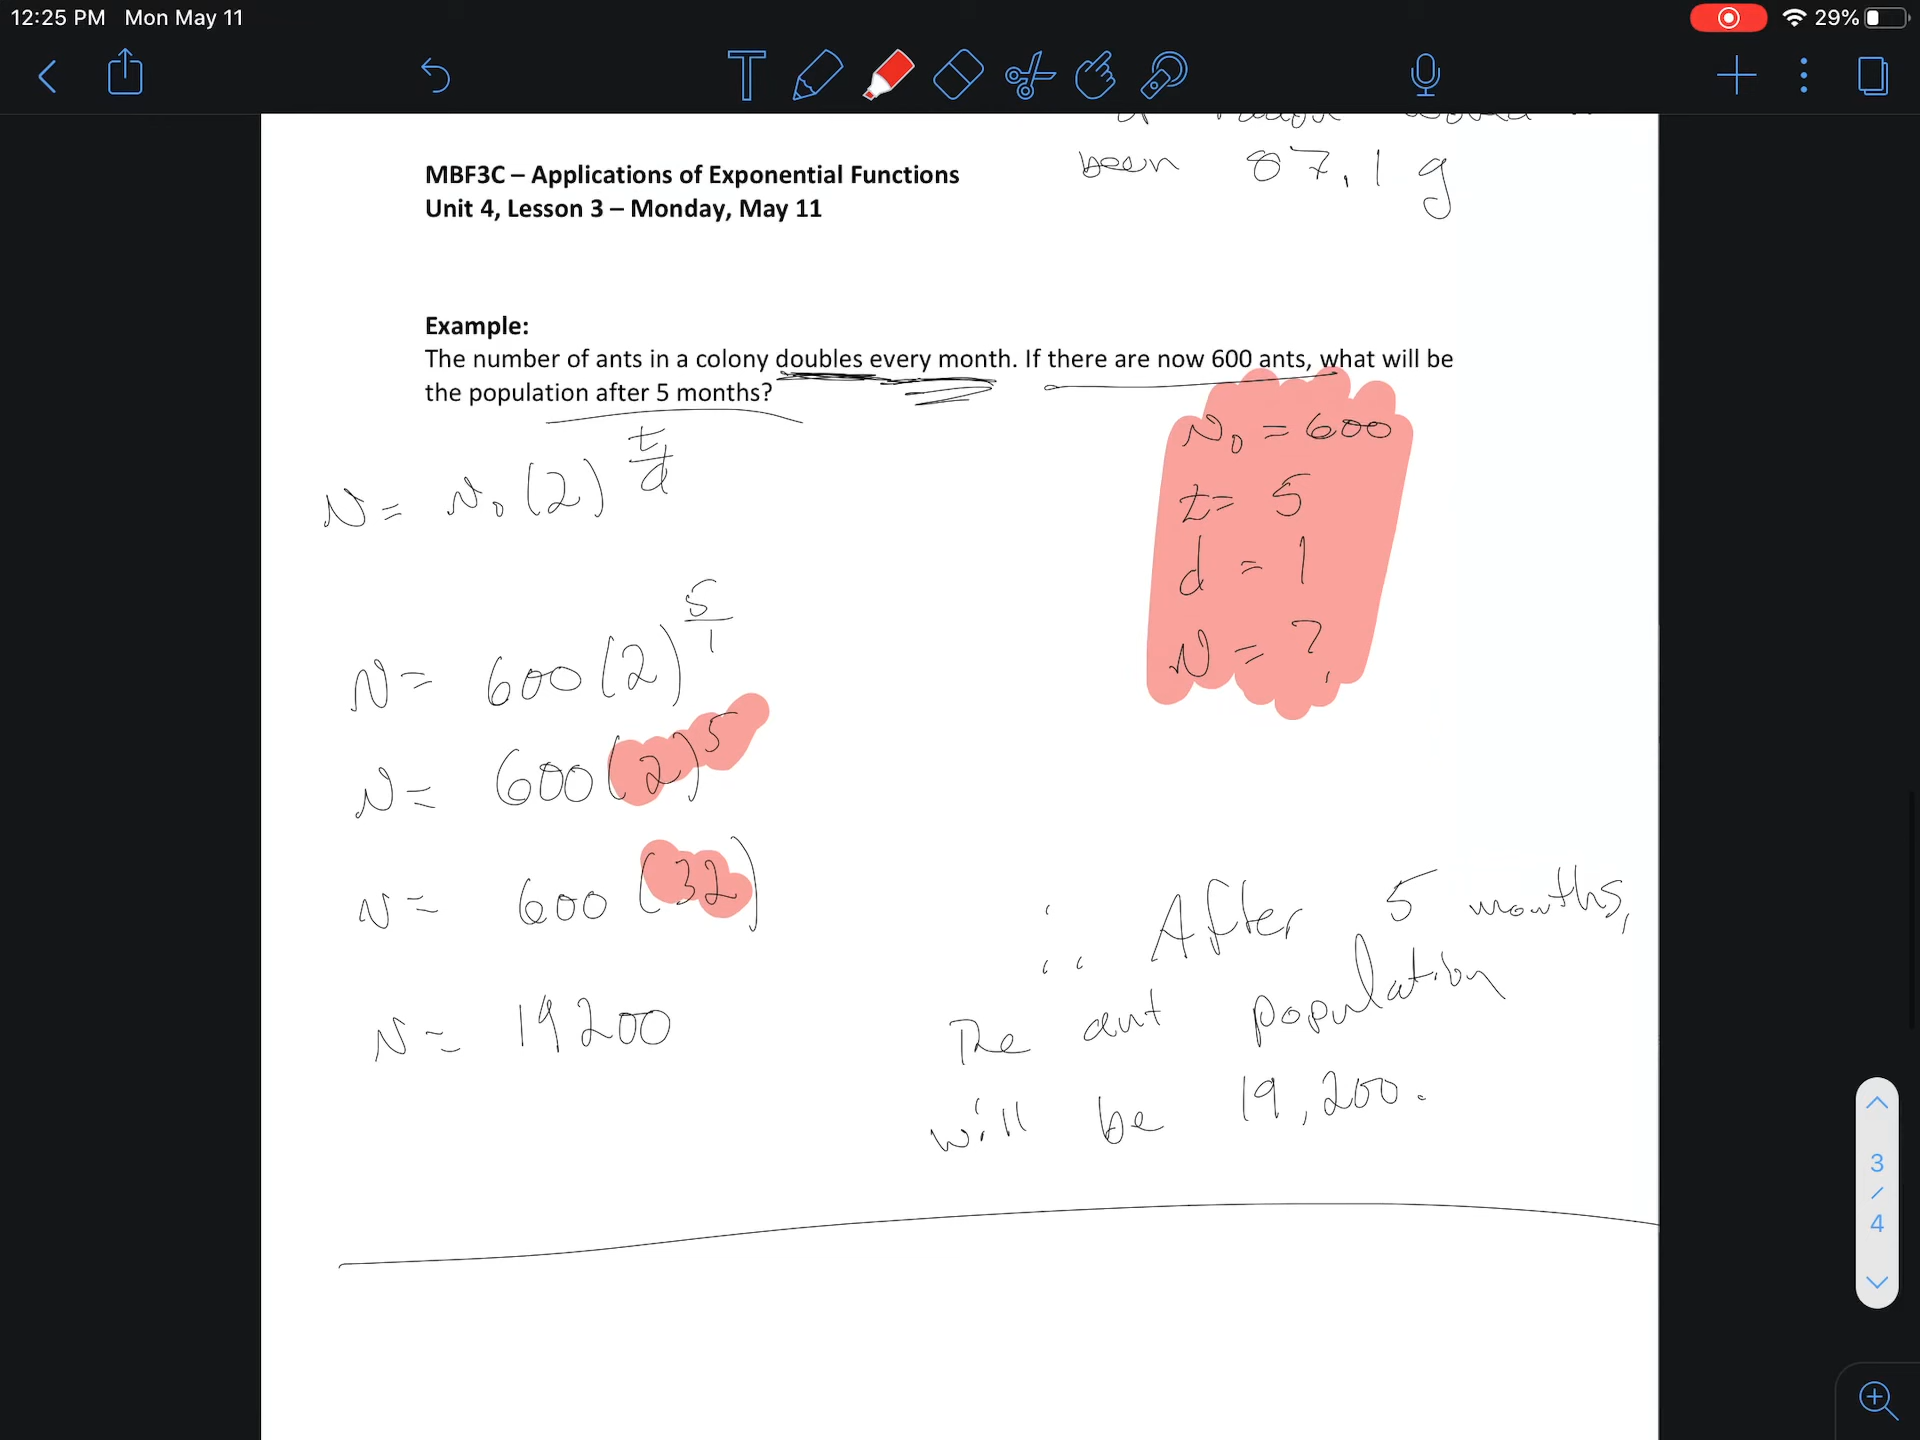 12:25 PM Mon May 11
29%
T
been 87.1 g
MBF3C – Applications of Exponential Functions
Unit 4, Lesson 3 – Monday, May 11
Example:
The number of ants in a colony doubles every month. If there are now 600 ants, what will be
the population after 5 months?
N = N₀ (2)^(t/d)
N₀ = 600
t = 5
d = 1
N = ?
N = 600 (2)^(5/1)
N = 600 (2)^5
N = 600 (32)
N = 19200
∴ After 5 months,
The ant population
will be 19,200.
3
/
4